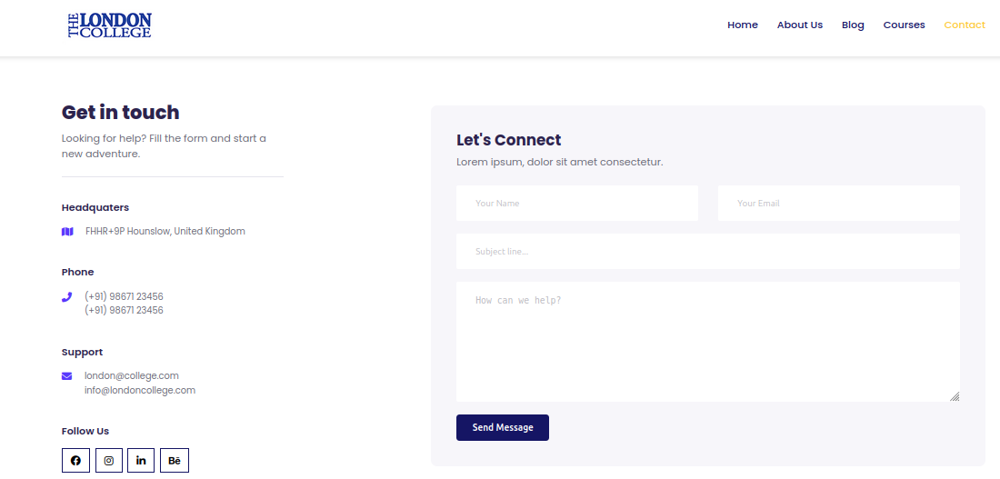 THE LONDON
COLLEGE
Home About Us Blog Courses Contact
Get in touch
Looking for help? Fill the form and start a
new adventure.
Headquaters
FHHR+9P Hounslow, United Kingdom
Phone
(+91) 98671 23456
(+91) 98671 23456
Support
london@college.com
info@londoncollege.com
Follow Us
in
Bē
Let's Connect
Lorem ipsum, dolor sit amet consectetur.
Your Name
Your Email
Subject line...
How can we help?
Send Message